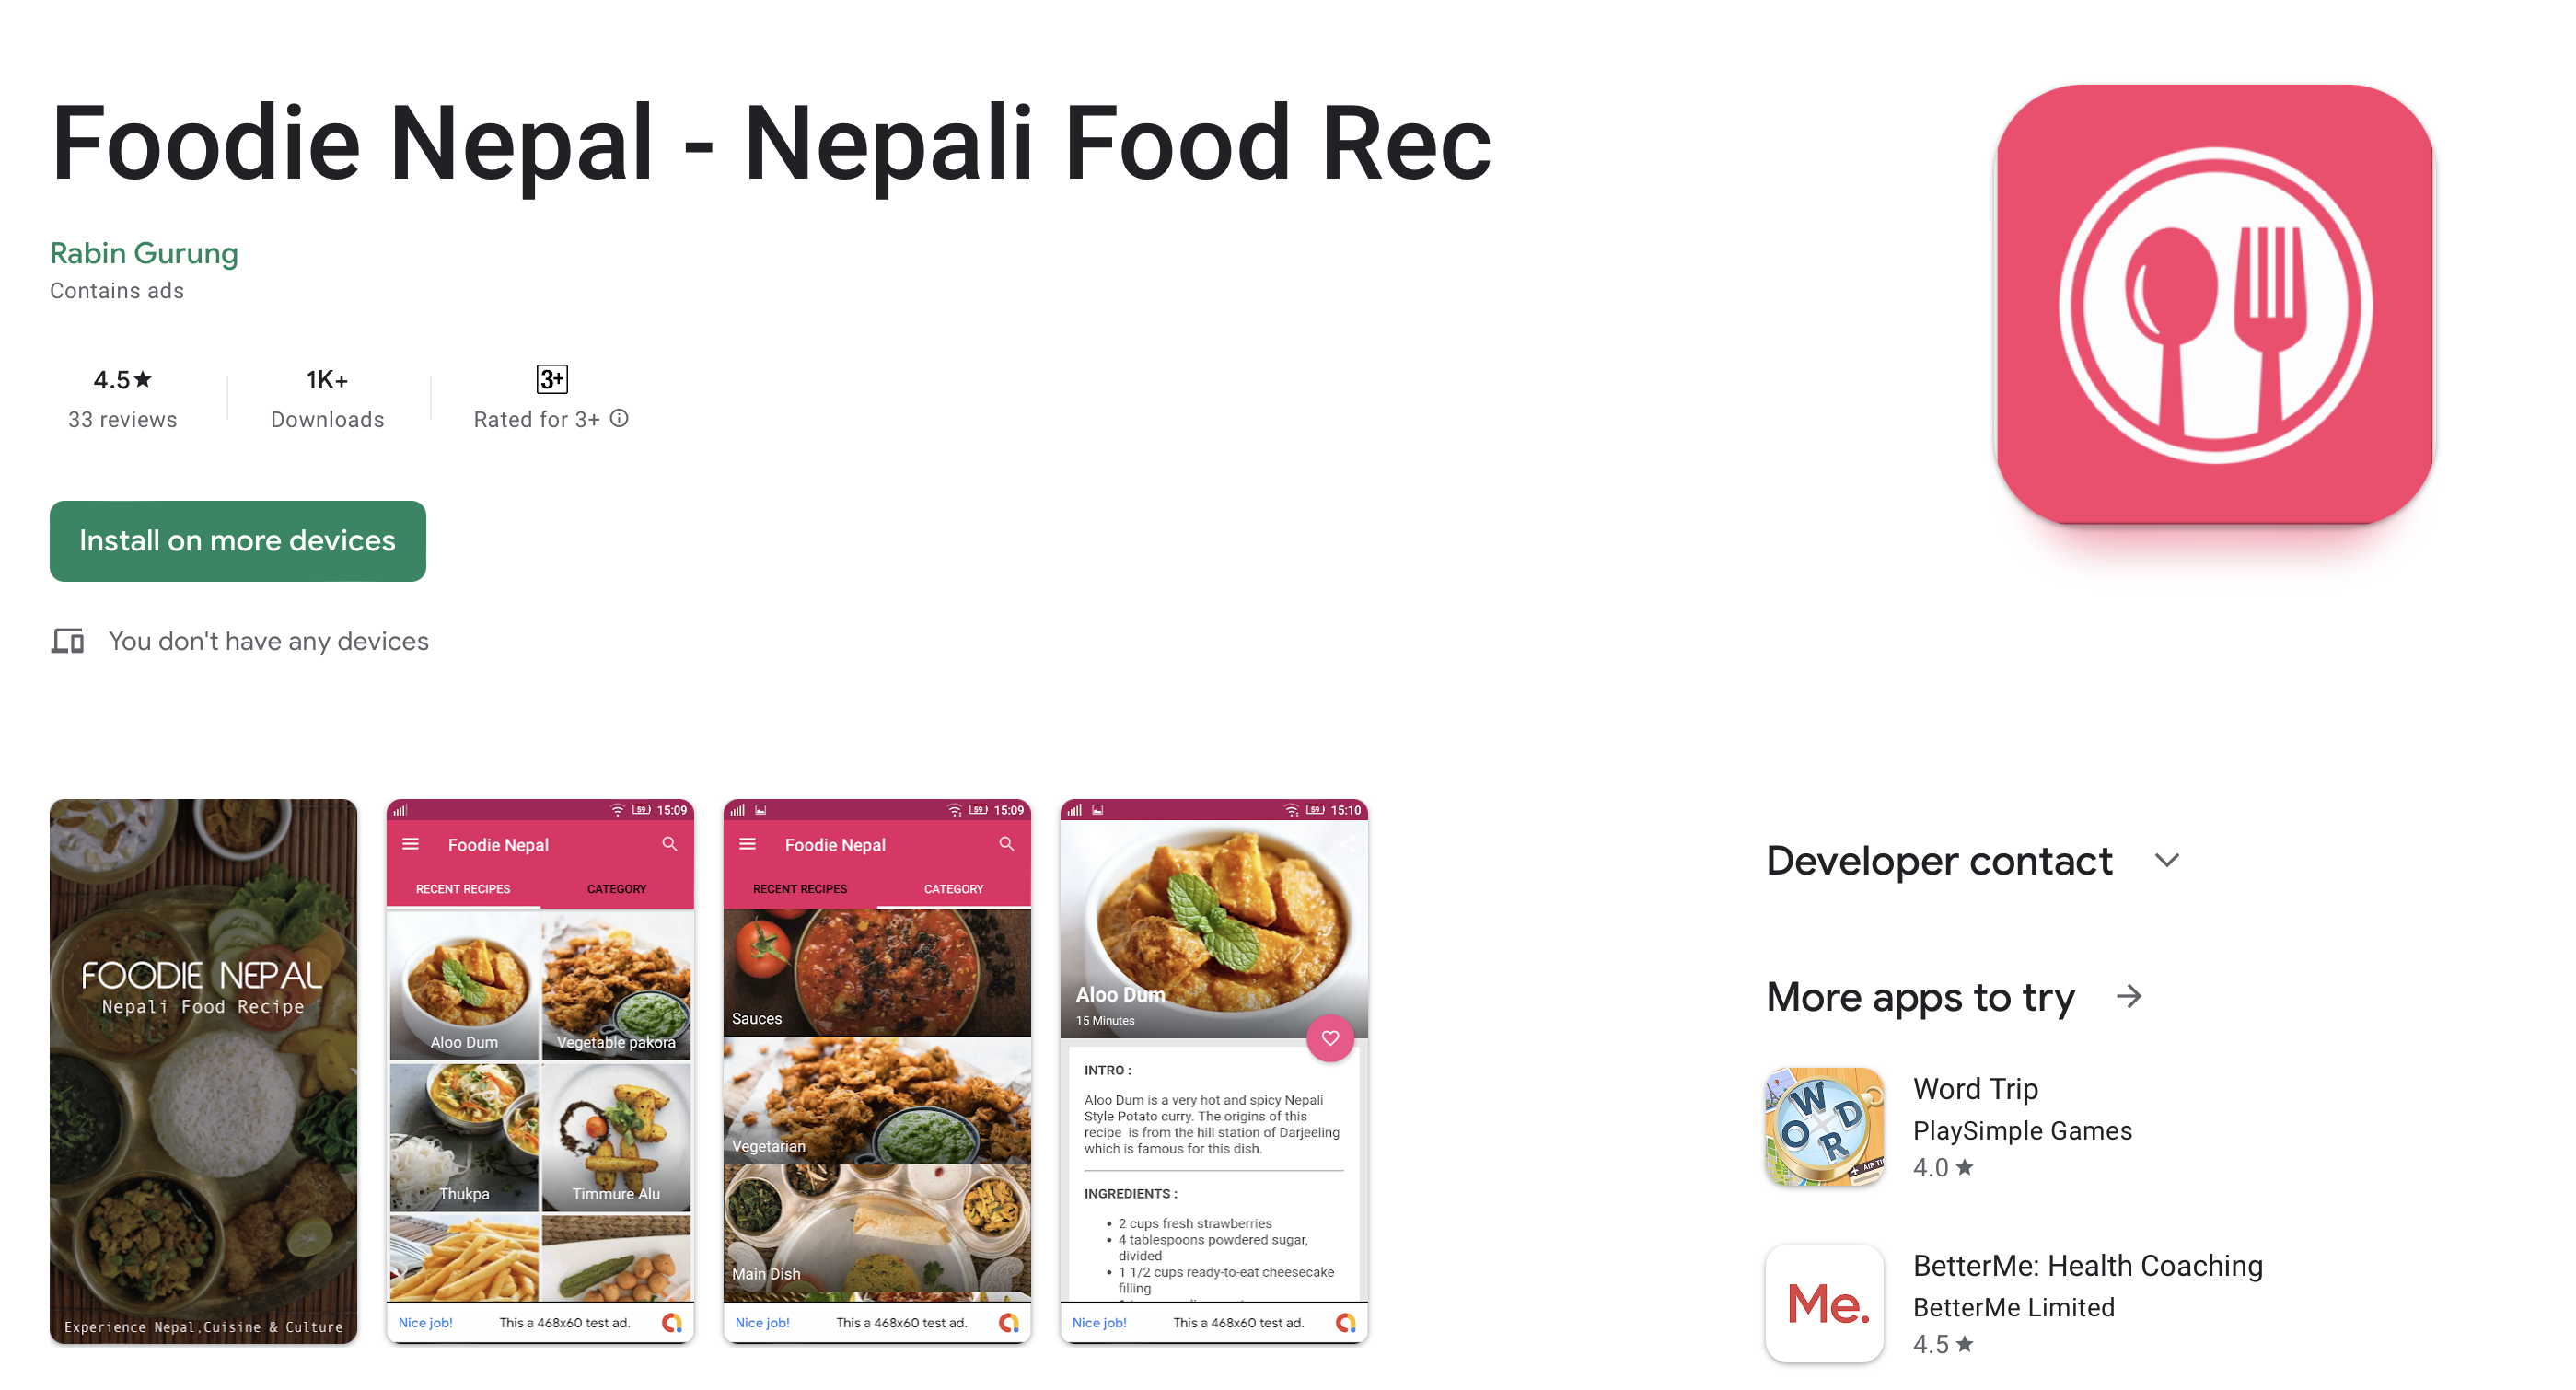 Foodie Nepal - Nepali Food Rec
Rabin Gurung
Contains ads
4.5★
33 reviews
1K+
Downloads
3+
Rated for 3+
Install on more devices
You don't have any devices
FOODIE NEPAL
Nepali Food Recipe
Experience Nepal,Cuisine & Culture
59 15:09
Foodie Nepal
RECENT RECIPES CATEGORY
Aloo Dum Vegetable pakora
Thukpa Timmure Alu
Nice job! This a 468x60 test ad.
59 15:09
Foodie Nepal
RECENT RECIPES CATEGORY
Sauces
Vegetarian
Main Dish
Nice job! This a 468x60 test ad.
59 15:10
Aloo Dum
15 Minutes
INTRO :
Aloo Dum is a very hot and spicy Nepali
Style Potato curry. The origins of this
recipe is from the hill station of Darjeeling
which is famous for this dish.
INGREDIENTS :
• 2 cups fresh strawberries
• 4 tablespoons powdered sugar,
divided
• 1 1/2 cups ready-to-eat cheesecake
filling
Nice job! This a 468x60 test ad.
Developer contact
More apps to try
WORD
AIR
Word Trip
PlaySimple Games
4.0 ★
Me.
BetterMe: Health Coaching
BetterMe Limited
4.5 ★